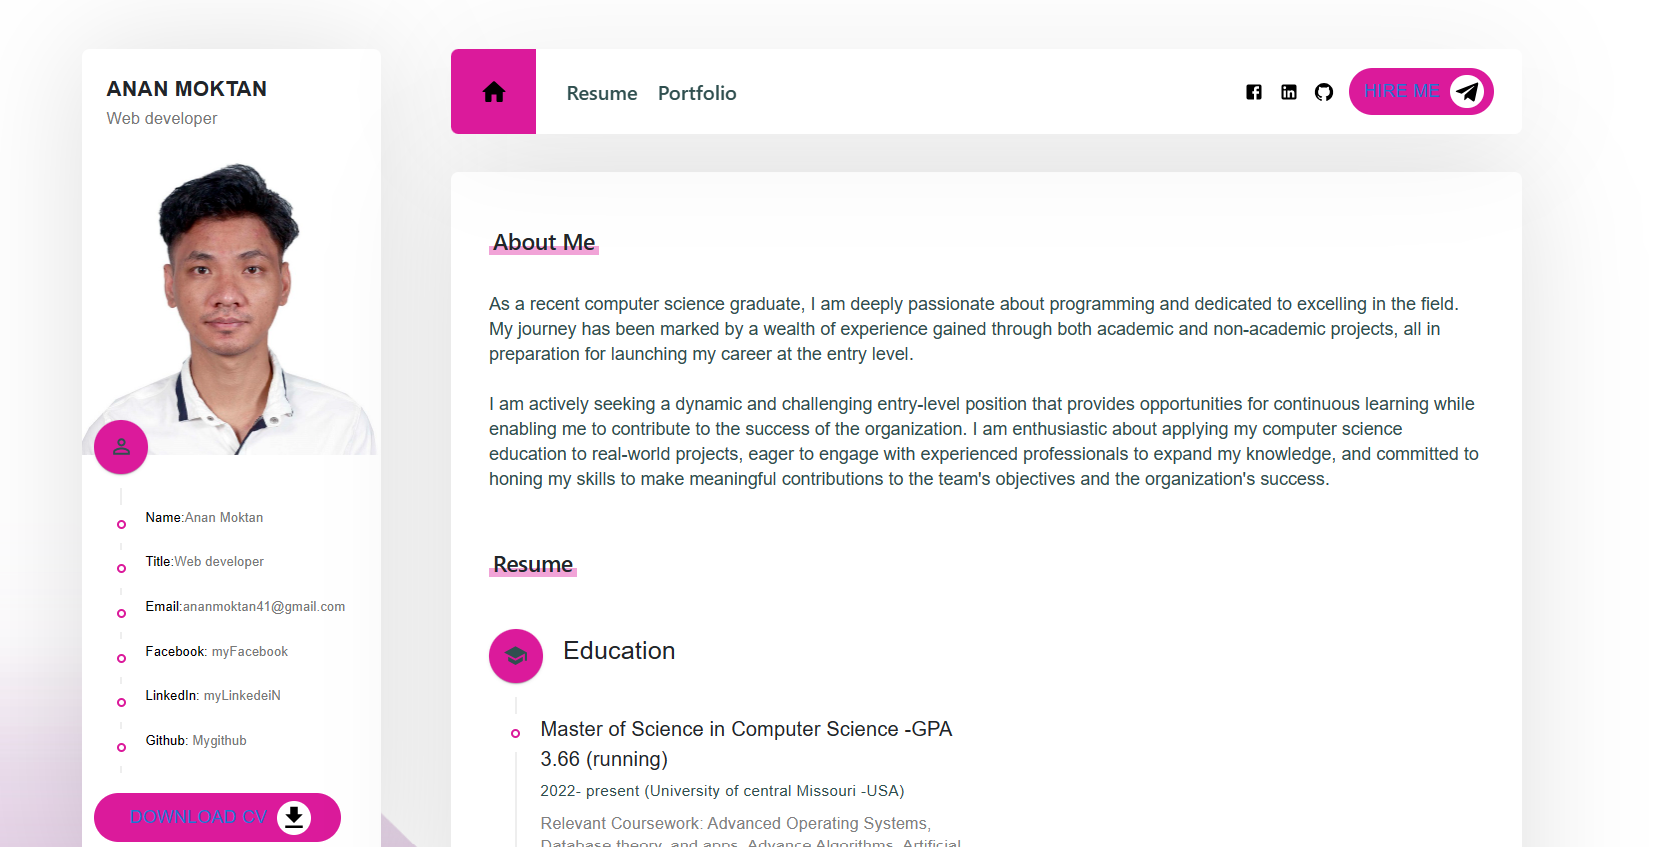 ANAN MOKTAN
Web developer
Name:Anan Moktan
Title:Web developer
Email:ananmoktan41@gmail.com
Facebook: myFacebook
LinkedIn: myLinkedeiN
Github: Mygithub
DOWNLOAD CV
Resume Portfolio
HIRE ME
About Me
As a recent computer science graduate, I am deeply passionate about programming and dedicated to excelling in the field.
My journey has been marked by a wealth of experience gained through both academic and non-academic projects, all in
preparation for launching my career at the entry level.
I am actively seeking a dynamic and challenging entry-level position that provides opportunities for continuous learning while
enabling me to contribute to the success of the organization. I am enthusiastic about applying my computer science
education to real-world projects, eager to engage with experienced professionals to expand my knowledge, and committed to
honing my skills to make meaningful contributions to the team's objectives and the organization's success.
Resume
Education
Master of Science in Computer Science -GPA
3.66 (running)
2022- present (University of central Missouri -USA)
Relevant Coursework: Advanced Operating Systems,
Database theory, and apps, Advance Algorithms, Artificial